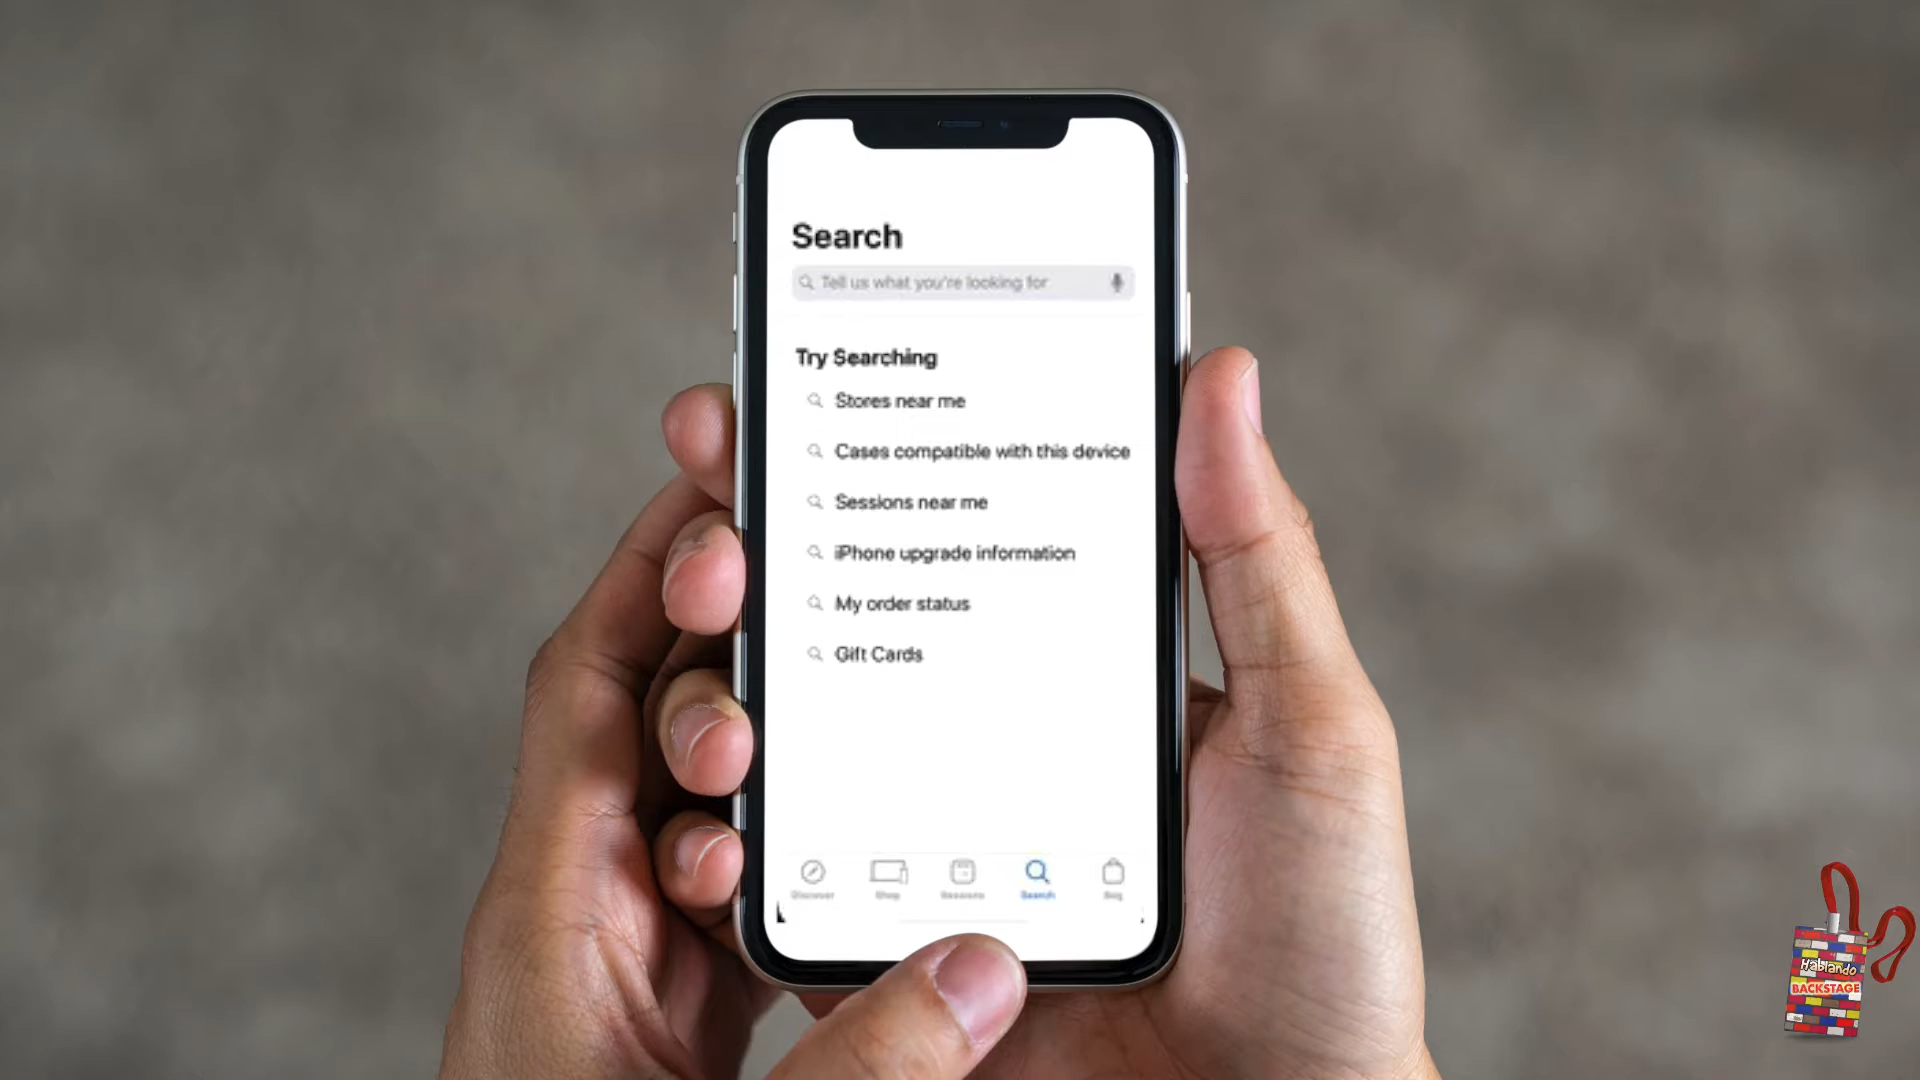 Search
Tell us what you're looking for
Try Searching
Stores near me
Cases compatible with this device
Sessions near me
iPhone upgrade information
My order status
Gift Cards
Discover Shop Sessions Search Bag
Hablando
BACKSTAGE